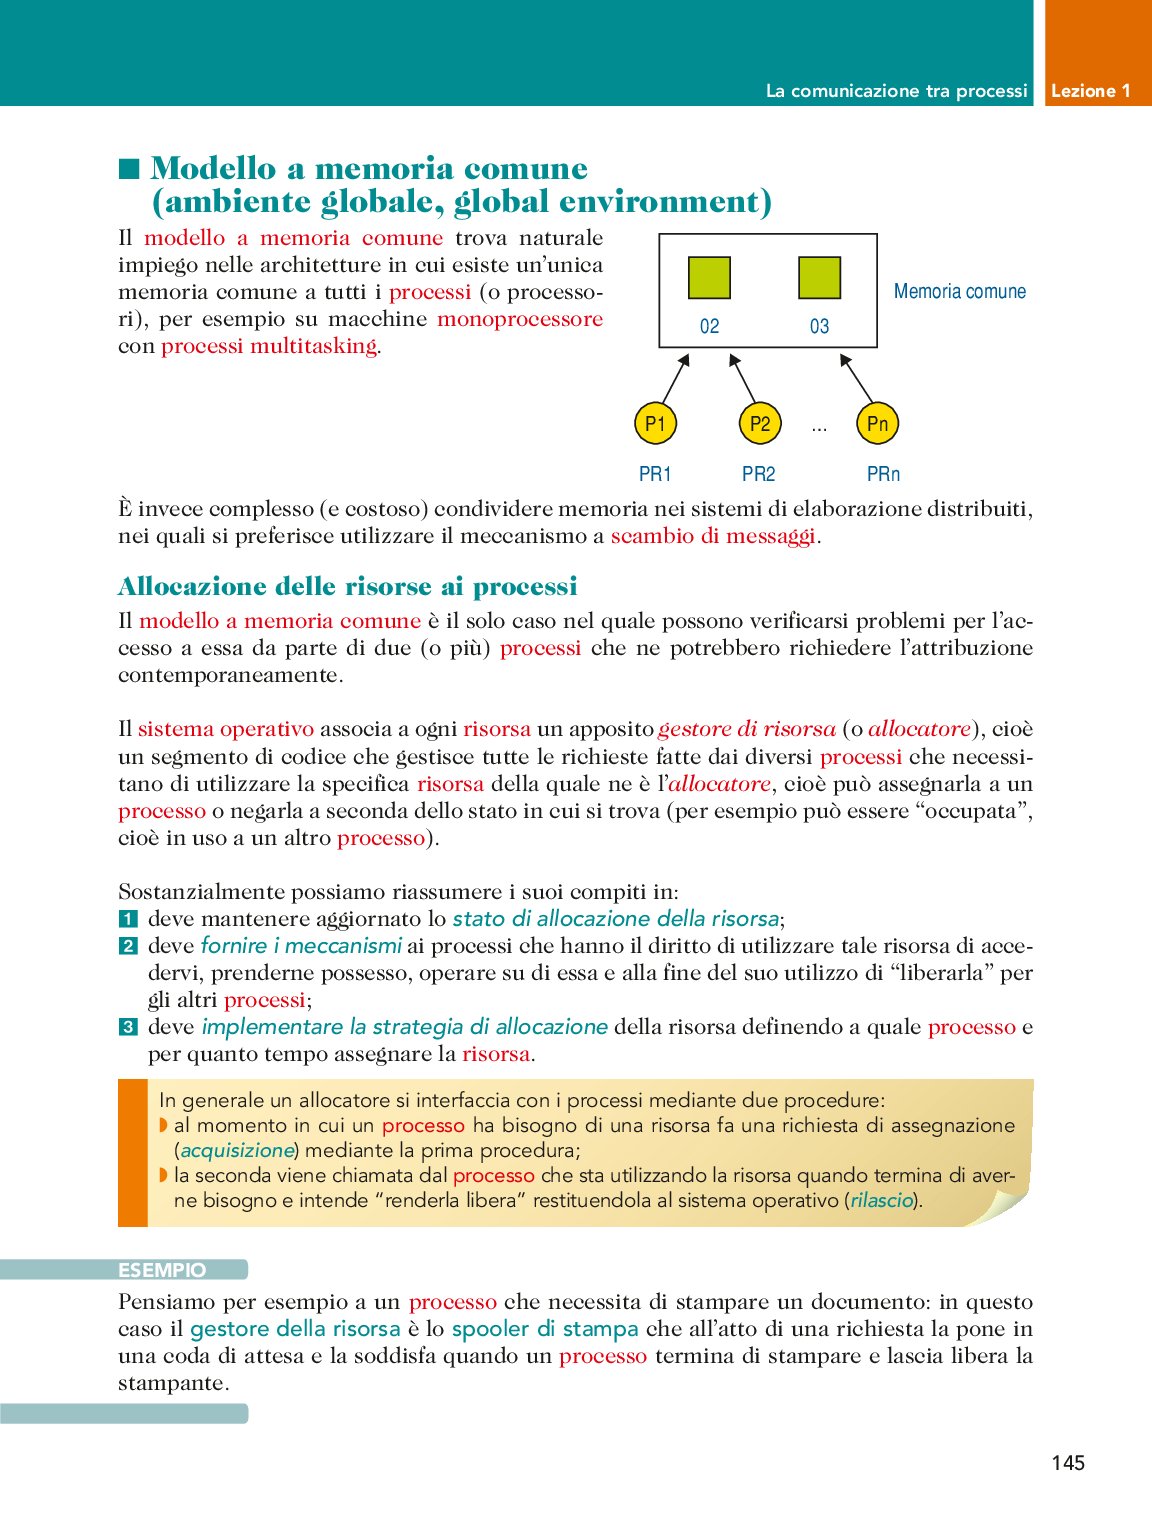 La comunicazione tra processi
Lezione 1
Modello a memoria comune
(ambiente globale, global environment)
Il modello a memoria comune trova naturale
impiego nelle architetture in cui esiste un’unica
memoria comune a tutti i processi (o processo-
ri), per esempio su macchine monoprocessore
con processi multitasking.
Memoria comune
02 03
P1 P2 ... Pn
PR1 PR2 PRn
È invece complesso (e costoso) condividere memoria nei sistemi di elaborazione distribuiti,
nei quali si preferisce utilizzare il meccanismo a scambio di messaggi.
Allocazione delle risorse ai processi
Il modello a memoria comune è il solo caso nel quale possono verificarsi problemi per l’ac-
cesso a essa da parte di due (o più) processi che ne potrebbero richiedere l’attribuzione
contemporaneamente.
Il sistema operativo associa a ogni risorsa un apposito gestore di risorsa (o allocatore), cioè
un segmento di codice che gestisce tutte le richieste fatte dai diversi processi che necessi-
tano di utilizzare la specifica risorsa della quale ne è l’allocatore, cioè può assegnarla a un
processo o negarla a seconda dello stato in cui si trova (per esempio può essere “occupata”,
cioè in uso a un altro processo).
Sostanzialmente possiamo riassumere i suoi compiti in:
1 deve mantenere aggiornato lo stato di allocazione della risorsa;
2 deve fornire i meccanismi ai processi che hanno il diritto di utilizzare tale risorsa di acce-
dervi, prenderne possesso, operare su di essa e alla fine del suo utilizzo di “liberarla” per
gli altri processi;
3 deve implementare la strategia di allocazione della risorsa definendo a quale processo e
per quanto tempo assegnare la risorsa.
In generale un allocatore si interfaccia con i processi mediante due procedure:
al momento in cui un processo ha bisogno di una risorsa fa una richiesta di assegnazione
(acquisizione) mediante la prima procedura;
la seconda viene chiamata dal processo che sta utilizzando la risorsa quando termina di aver-
ne bisogno e intende “renderla libera” restituendola al sistema operativo (rilascio).
ESEMPIO
Pensiamo per esempio a un processo che necessita di stampare un documento: in questo
caso il gestore della risorsa è lo spooler di stampa che all’atto di una richiesta la pone in
una coda di attesa e la soddisfa quando un processo termina di stampare e lascia libera la
stampante.
145